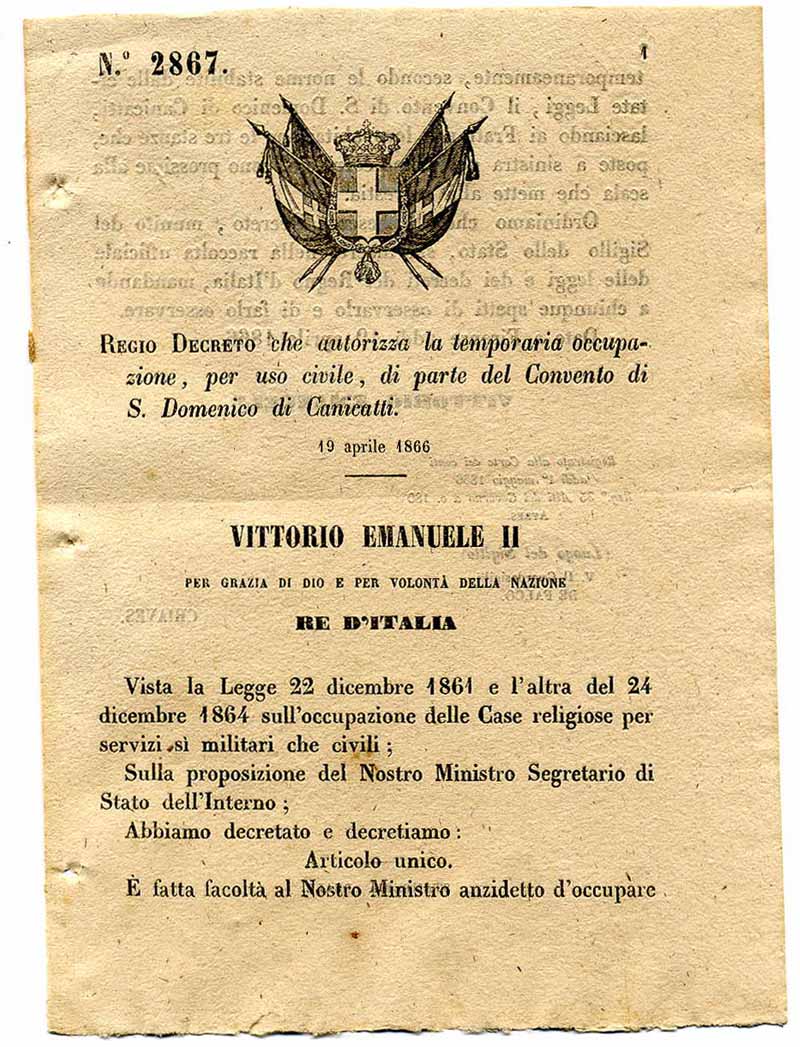 N.º 2867.
1
REGIO DECRETO che autorizza la temporaria occupa-
zione, per uso civile, di parte del Convento di
S. Domenico di Canicatti.
19 aprile 1866
VITTORIO EMANUELE II
PER GRAZIA DI DIO E PER VOLONTÀ DELLA NAZIONE
RE D'ITALIA
Vista la Legge 22 dicembre 1861 e l'altra del 24
dicembre 1864 sull'occupazione delle Case religiose per
servizi sì militari che civili ;
Sulla proposizione del Nostro Ministro Segretario di
Stato dell'Interno ;
Abbiamo decretato e decretiamo :
Articolo unico.
È fatta facoltà al Nostro Ministro anzidetto d'occupare